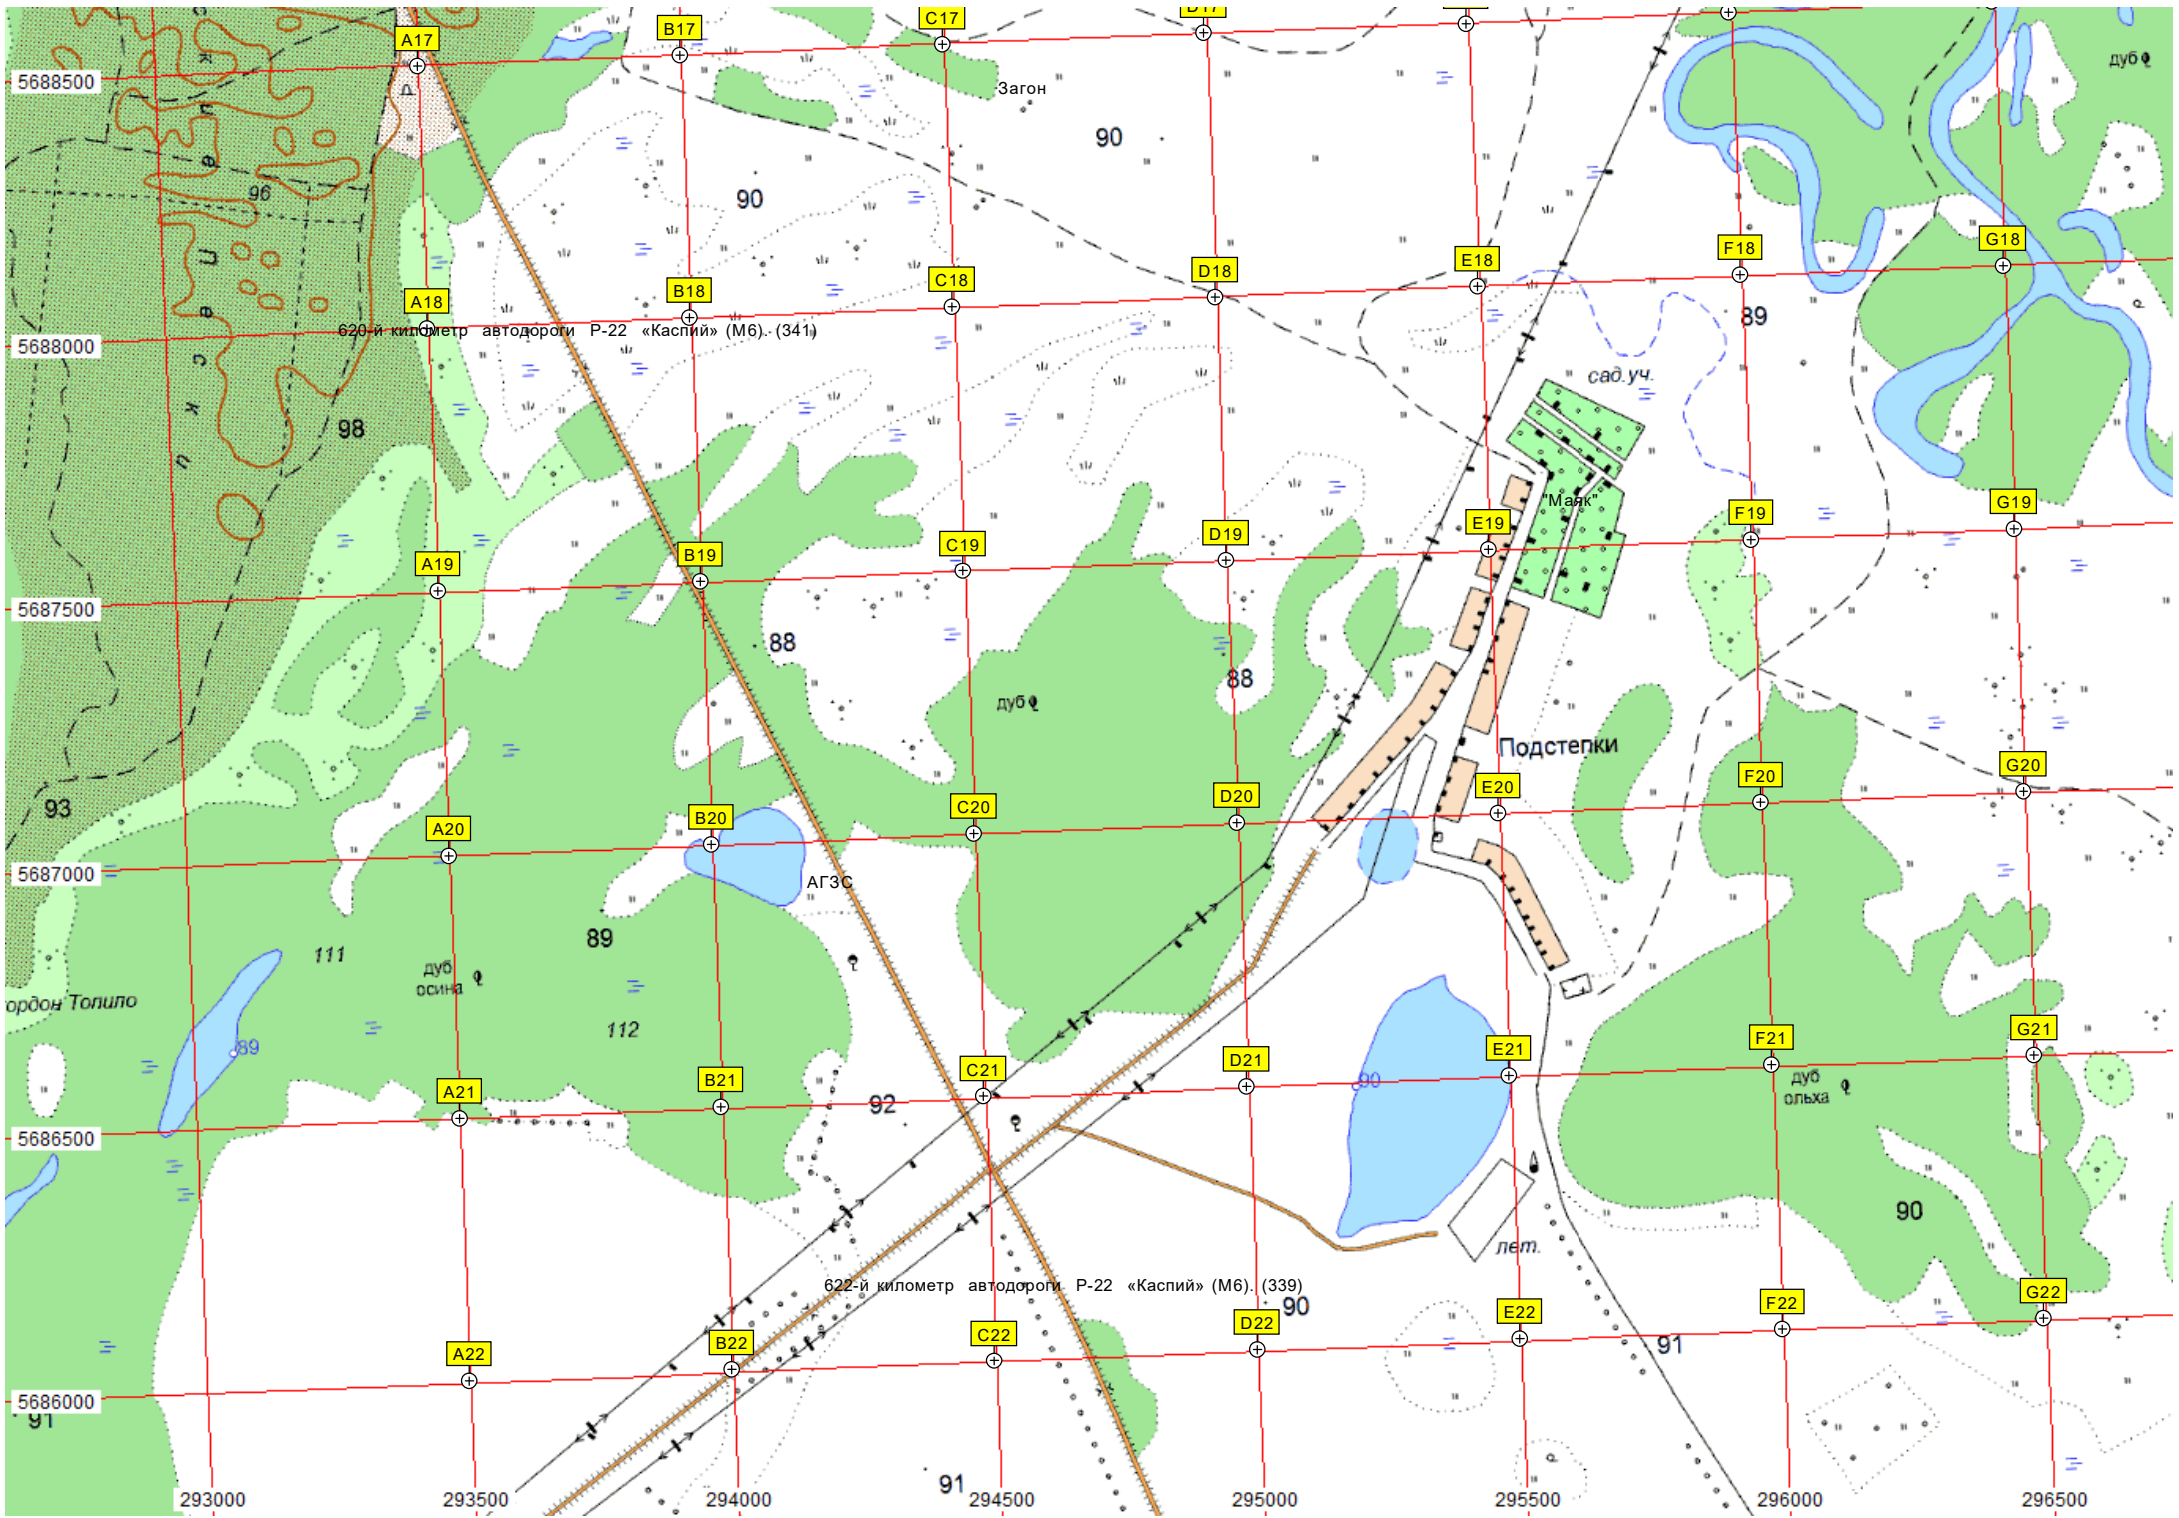 A17
B17
C17
D17
5688500
дуб
Загон
90
96
90
G18
F18
E18
D18
C18
B18
A18
89
620-й километр автодороги Р-22 «Каспий» (М6). (341)
5688000
сад.уч.
98
"Маяк"
G19
F19
E19
D19
C19
B19
A19
5687500
88
88
дуб
Подстепки
G20
F20
E20
D20
C20
B20
A20
93
5687000
АГЗС
89
111
дуб
осина
ордон Топило
112
89
G21
F21
E21
D21
C21
B21
A21
90
дуб
ольха
92
5686500
90
лет.
622-й километр автодороги Р-22 «Каспий» (М6). (339)
90
G22
F22
E22
D22
C22
B22
A22
91
5686000
91
91
293000
293500
294000
294500
295000
295500
296000
296500